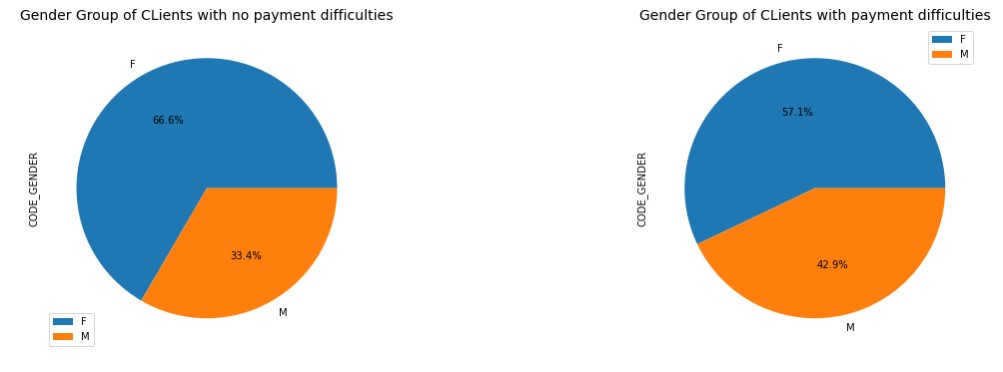 Gender Group of CLients with no payment difficulties
F
66.6%
CODE_GENDER
33.4%
M
F
M
Gender Group of CLients with payment difficulties
F
M
F
57.1%
CODE_GENDER
42.9%
M